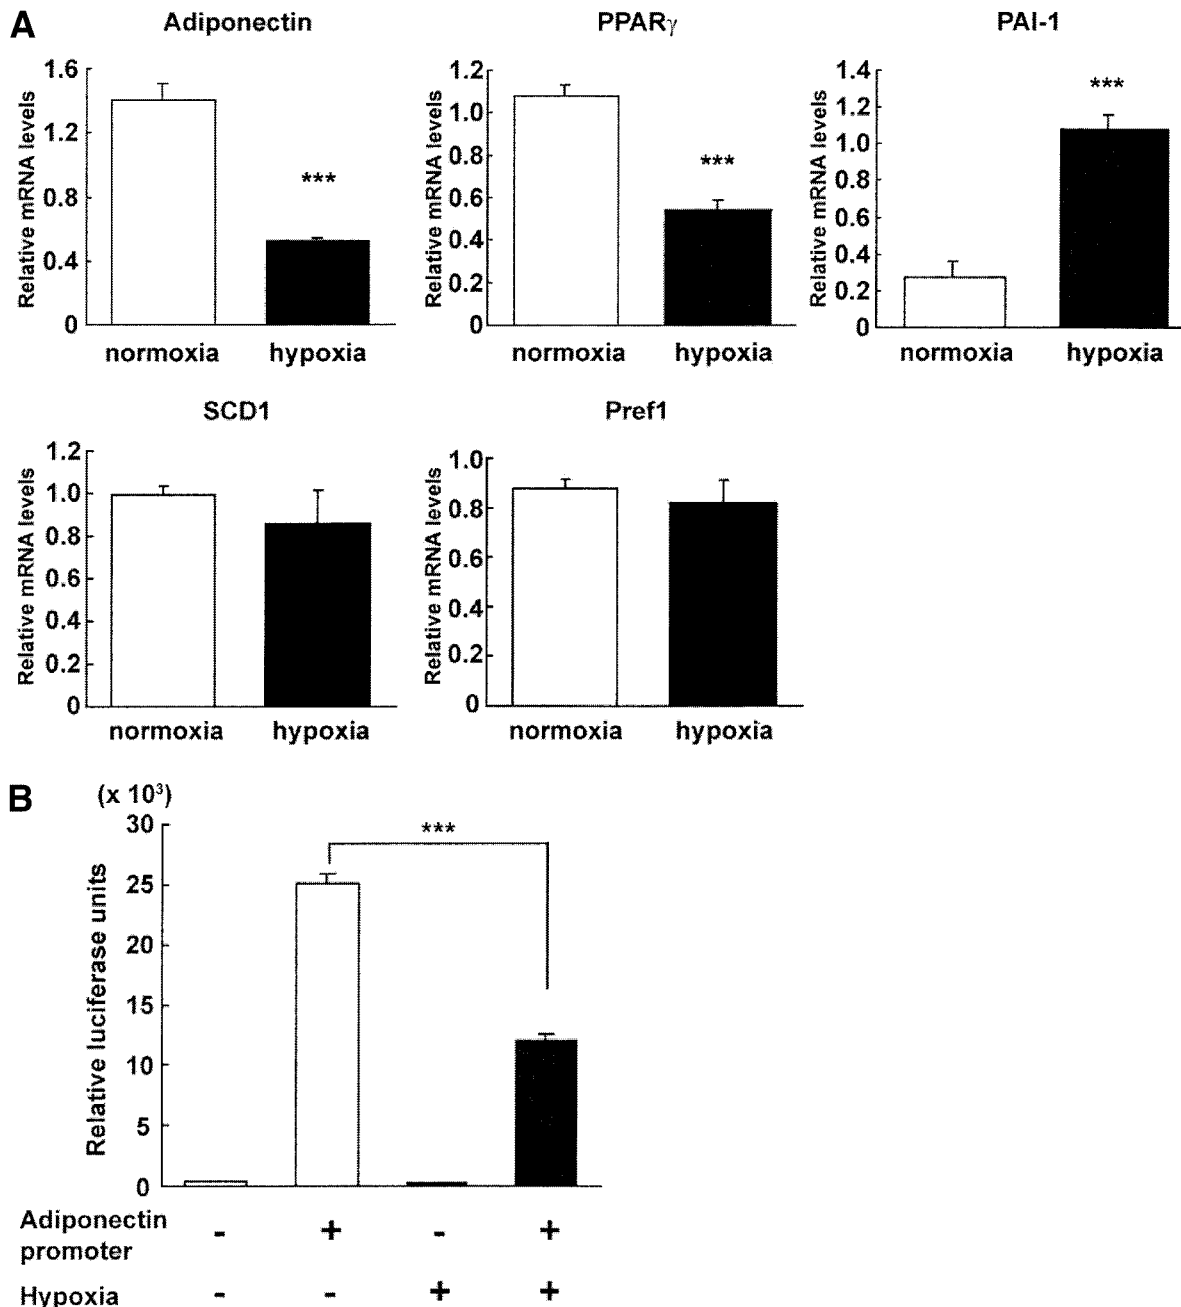 A
Adiponectin
PPARγ
PAI-1
Relative mRNA levels
1.6
1.2
0.8
0.4
0
normoxia hypoxia
Relative mRNA levels
1.2
1.0
0.8
0.6
0.4
0.2
0
normoxia hypoxia
Relative mRNA levels
1.4
1.2
1.0
0.8
0.6
0.4
0.2
0
normoxia hypoxia
***
***
***
SCD1
Pref1
Relative mRNA levels
1.2
1.0
0.8
0.6
0.4
0.2
0
normoxia hypoxia
Relative mRNA levels
1.0
0.8
0.6
0.4
0.2
0
normoxia hypoxia
B
(x 10³)
Relative luciferase units
30
25
20
15
10
5
0
***
Adiponectin
promoter - + - +
Hypoxia - - + +